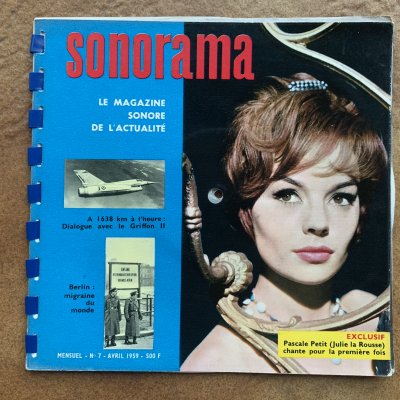 sonorama
LE MAGAZINE
SONORE
DE L'ACTUALITÉ
A 1638 km à l'heure :
Dialogue avec le Griffon II
Berlin :
migraine
du
monde
EXCLUSIF
Pascale Petit (Julie la Rousse)
chante pour la première fois
MENSUEL - N° 7 - AVRIL 1959 - 500 F